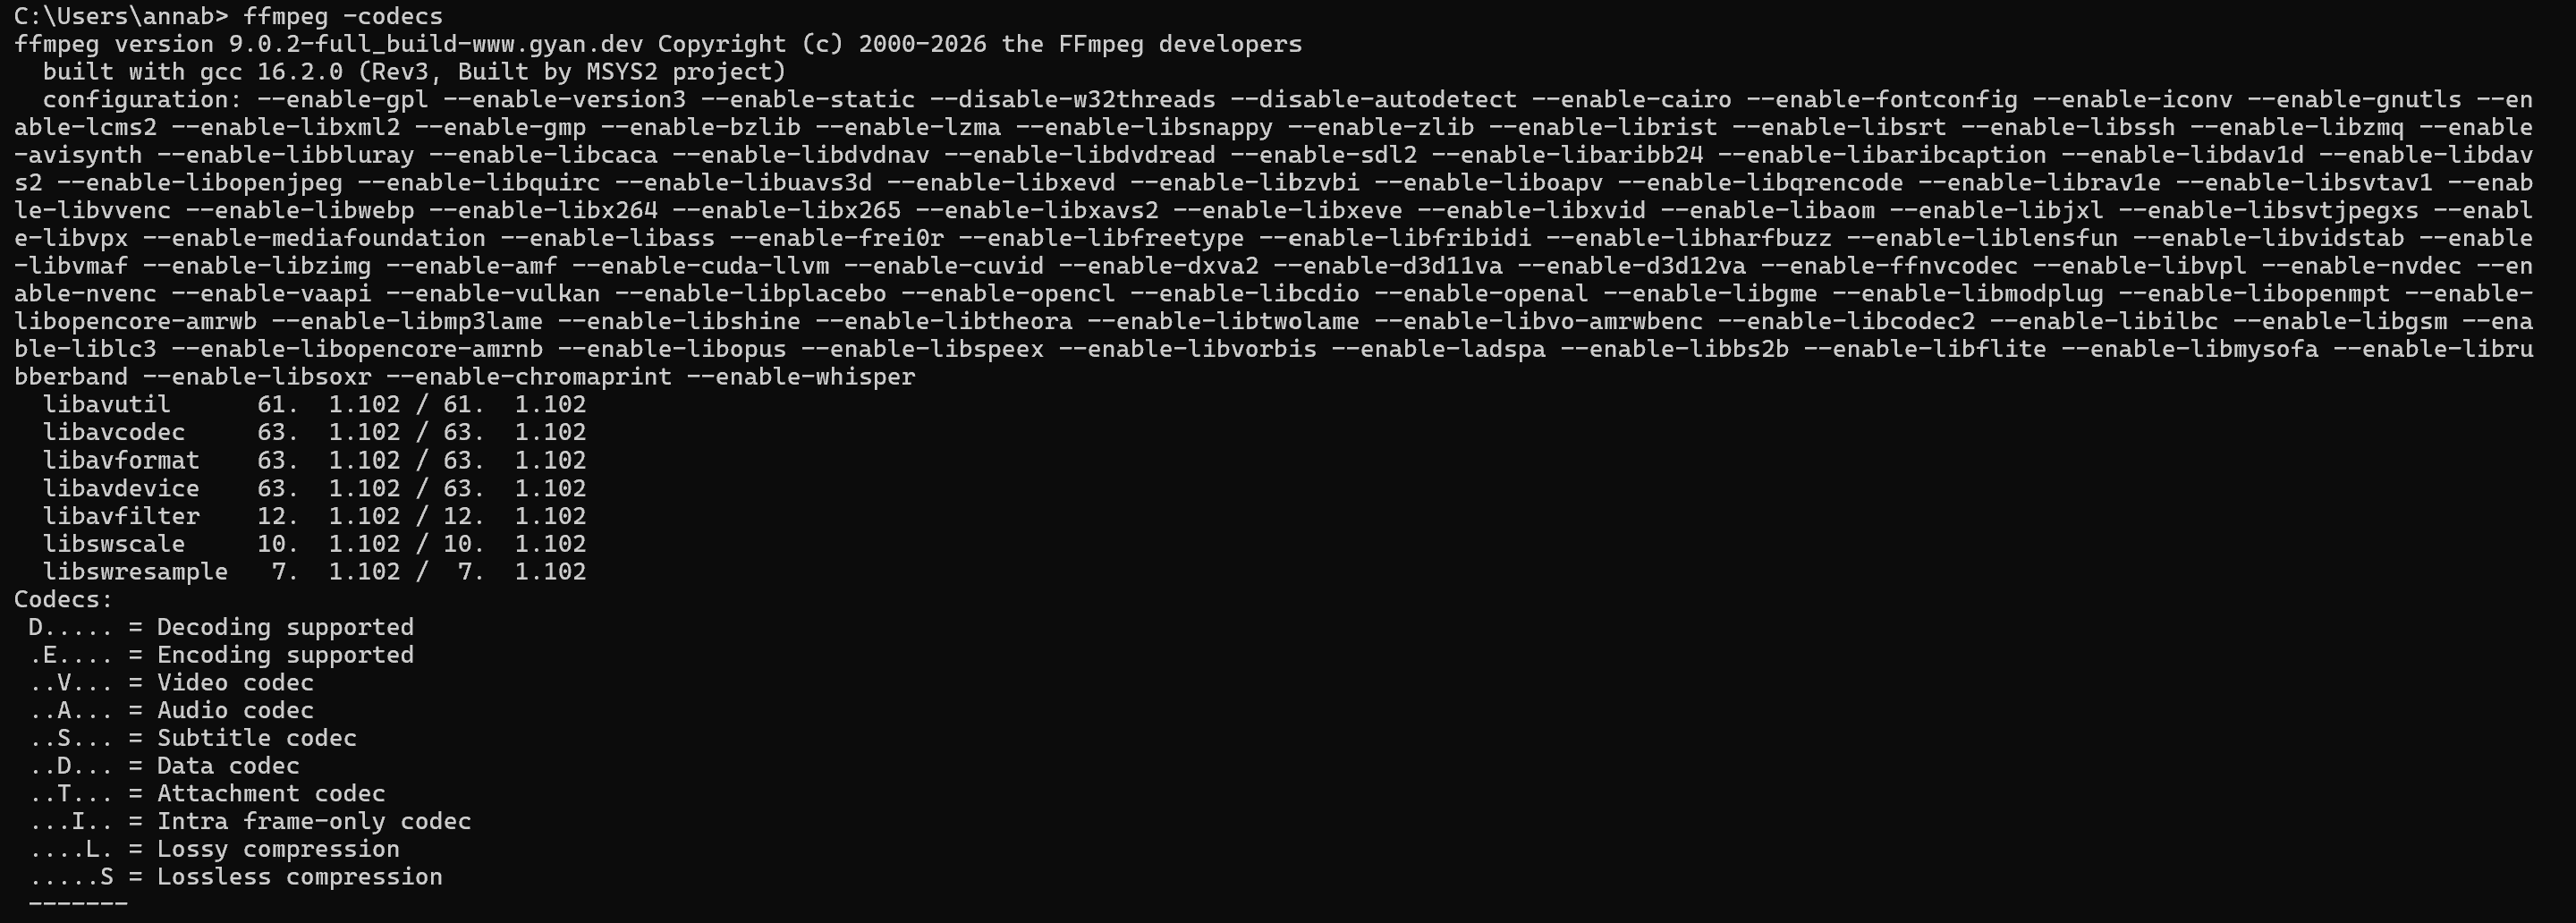 C:\Users\annab> ffmpeg -codecs
ffmpeg version 9.0.2-full_build-www.gyan.dev Copyright (c) 2000-2026 the FFmpeg developers
  built with gcc 16.2.0 (Rev3, Built by MSYS2 project)
  configuration: --enable-gpl --enable-version3 --enable-static --disable-w32threads --disable-autodetect --enable-cairo --enable-fontconfig --enable-iconv --enable-gnutls --en
able-lcms2 --enable-libxml2 --enable-gmp --enable-bzlib --enable-lzma --enable-libsnappy --enable-zlib --enable-librist --enable-libsrt --enable-libssh --enable-libzmq --enable
-avisynth --enable-libbluray --enable-libcaca --enable-libdvdnav --enable-libdvdread --enable-sdl2 --enable-libaribb24 --enable-libaribcaption --enable-libdav1d --enable-libdav
s2 --enable-libopenjpeg --enable-libquirc --enable-libuavs3d --enable-libxevd --enable-libzvbi --enable-liboapv --enable-libqrencode --enable-librav1e --enable-libsvtav1 --enab
le-libvvenc --enable-libwebp --enable-libx264 --enable-libx265 --enable-libxavs2 --enable-libxeve --enable-libxvid --enable-libaom --enable-libjxl --enable-libsvtjpegxs --enabl
e-libvpx --enable-mediafoundation --enable-libass --enable-frei0r --enable-libfreetype --enable-libfribidi --enable-libharfbuzz --enable-liblensfun --enable-libvidstab --enable
-libvmaf --enable-libzimg --enable-amf --enable-cuda-llvm --enable-cuvid --enable-dxva2 --enable-d3d11va --enable-d3d12va --enable-ffnvcodec --enable-libvpl --enable-nvdec --en
able-nvenc --enable-vaapi --enable-vulkan --enable-libplacebo --enable-opencl --enable-libcdio --enable-openal --enable-libgme --enable-libmodplug --enable-libopenmpt --enable-
libopencore-amrwb --enable-libmp3lame --enable-libshine --enable-libtheora --enable-libtwolame --enable-libvo-amrwbenc --enable-libcodec2 --enable-libilbc --enable-libgsm --ena
ble-liblc3 --enable-libopencore-amrnb --enable-libopus --enable-libspeex --enable-libvorbis --enable-ladspa --enable-libbs2b --enable-libflite --enable-libmysofa --enable-libru
bberband --enable-libsoxr --enable-chromaprint --enable-whisper
  libavutil      61.  1.102 / 61.  1.102
  libavcodec     63.  1.102 / 63.  1.102
  libavformat    63.  1.102 / 63.  1.102
  libavdevice    63.  1.102 / 63.  1.102
  libavfilter    12.  1.102 / 12.  1.102
  libswscale     10.  1.102 / 10.  1.102
  libswresample   7.  1.102 /  7.  1.102
Codecs:
 D..... = Decoding supported
 .E.... = Encoding supported
 ..V... = Video codec
 ..A... = Audio codec
 ..S... = Subtitle codec
 ..D... = Data codec
 ..T... = Attachment codec
 ...I.. = Intra frame-only codec
 ....L. = Lossy compression
 .....S = Lossless compression
 -------